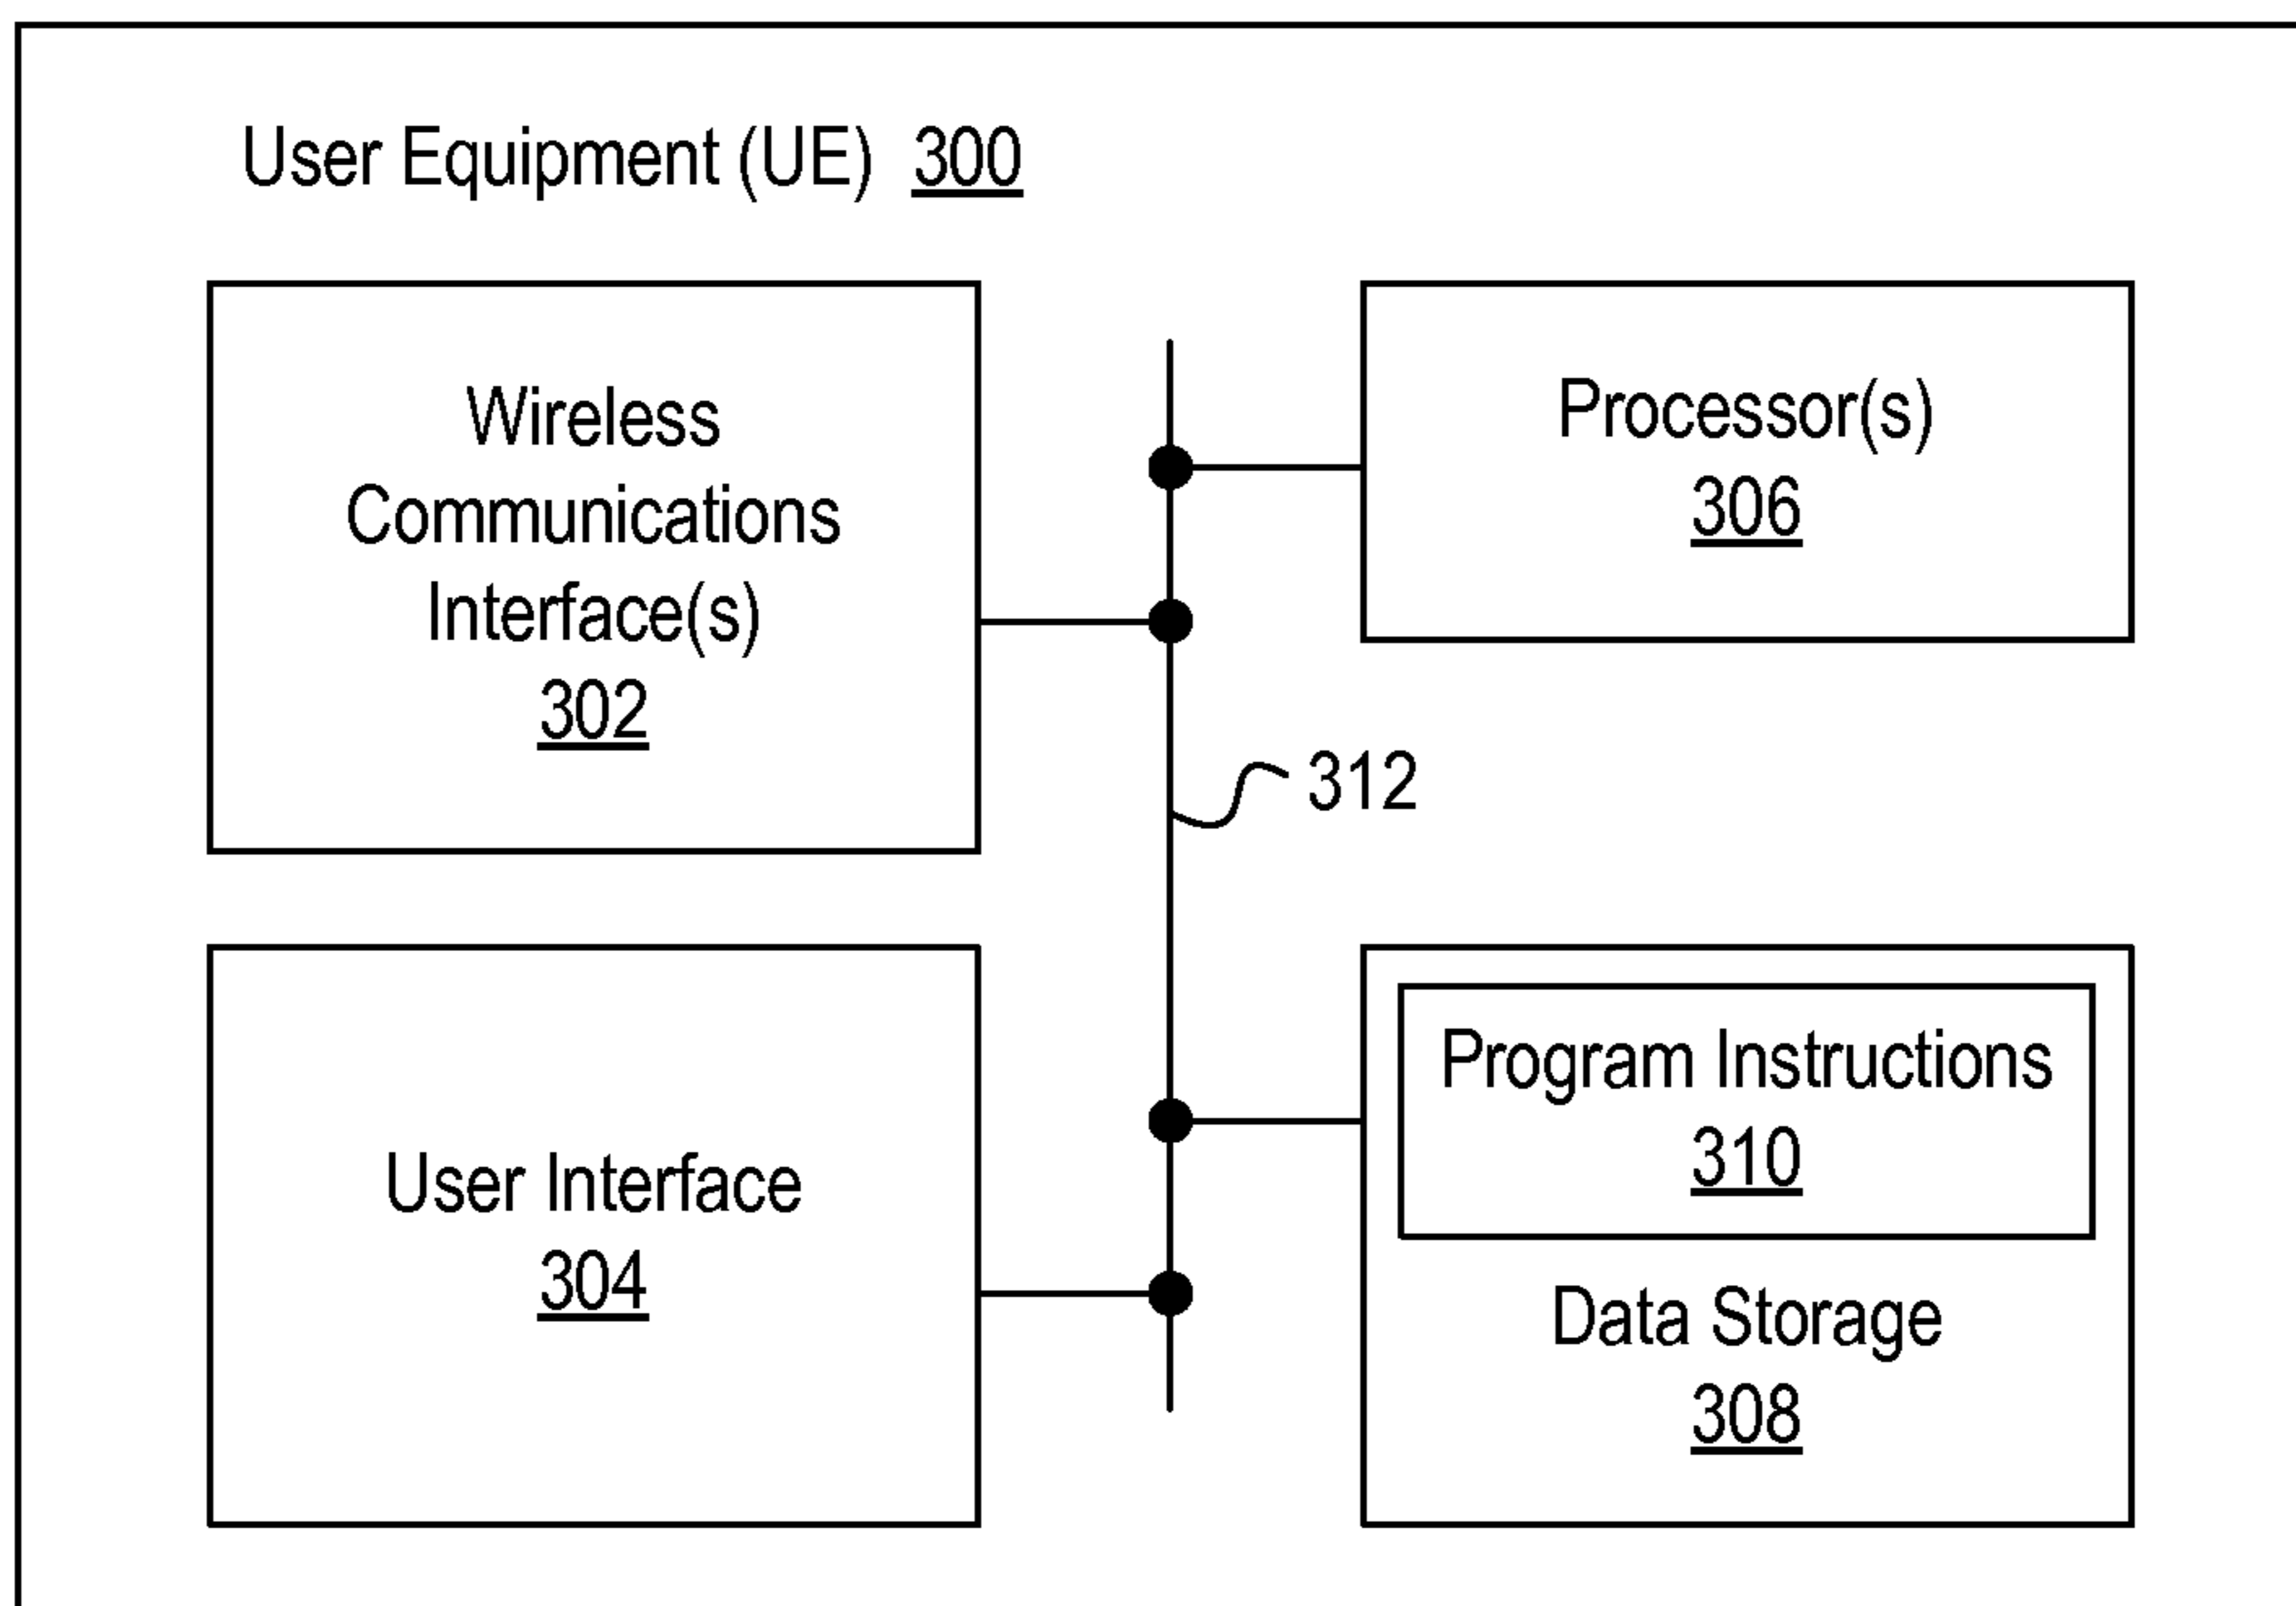 User Equipment (UE) 300
Wireless
Communications
Interface(s)
302
Processor(s)
306
312
User Interface
304
Program Instructions
310
Data Storage
308